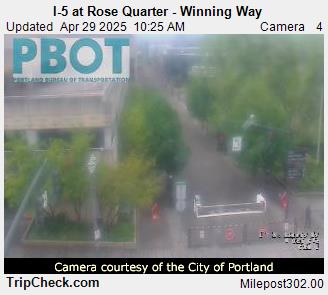 I-5 at Rose Quarter - Winning Way
Updated Apr 29 2025 10:25 AM Camera 4
PBOT
PORTLAND BUREAU OF TRANSPORTATION
Camera courtesy of the City of Portland
TripCheck.com Milepost302.00